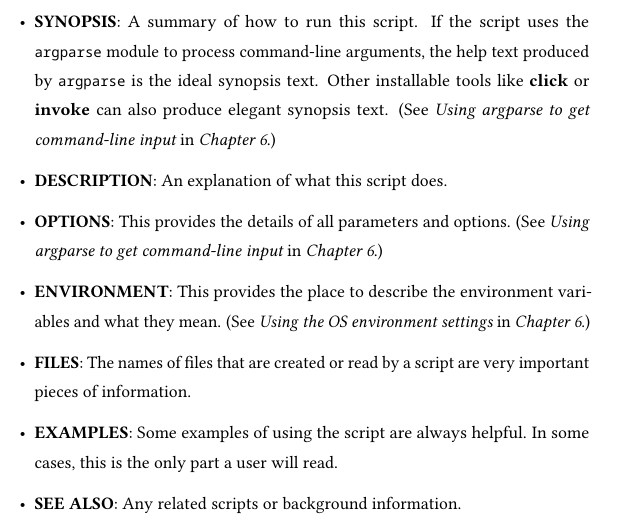 • SYNOPSIS: A summary of how to run this script. If the script uses the
argparse module to process command-line arguments, the help text produced
by argparse is the ideal synopsis text. Other installable tools like click or
invoke can also produce elegant synopsis text. (See Using argparse to get
command-line input in Chapter 6.)
• DESCRIPTION: An explanation of what this script does.
• OPTIONS: This provides the details of all parameters and options. (See Using
argparse to get command-line input in Chapter 6.)
• ENVIRONMENT: This provides the place to describe the environment vari-
ables and what they mean. (See Using the OS environment settings in Chapter 6.)
• FILES: The names of files that are created or read by a script are very important
pieces of information.
• EXAMPLES: Some examples of using the script are always helpful. In some
cases, this is the only part a user will read.
• SEE ALSO: Any related scripts or background information.